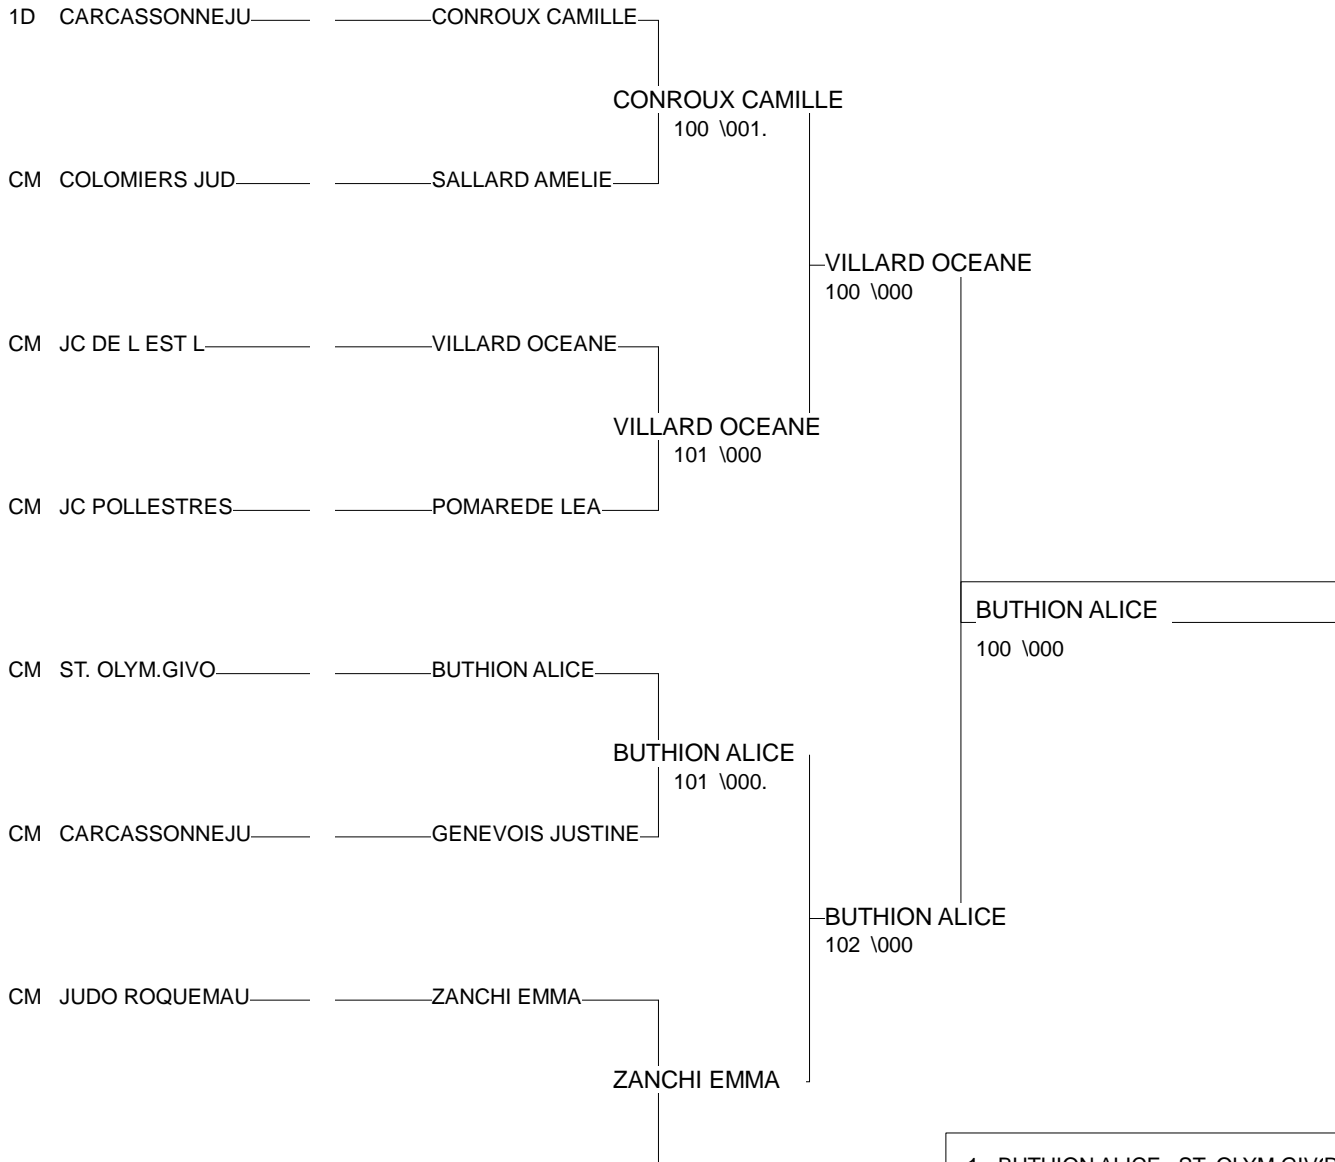 1D CARCASSONNEJU CONROUX CAMILLE
CONROUX CAMILLE
100 \001.
CM COLOMIERS JUD SALLARD AMELIE
VILLARD OCEANE
100 \000
CM JC DE L EST L VILLARD OCEANE
VILLARD OCEANE
101 \000
CM JC POLLESTRES POMAREDE LEA
BUTHION ALICE
100 \000
CM ST. OLYM.GIVO BUTHION ALICE
BUTHION ALICE
101 \000.
CM CARCASSONNEJU GENEVOIS JUSTINE
BUTHION ALICE
102 \000
CM JUDO ROQUEMAU ZANCHI EMMA
ZANCHI EMMA